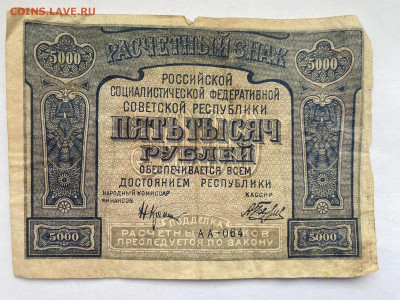 COINS.LAVE.RU
РАСЧЕТНЫЙ ЗНАК
5000 5000
РОССИЙСКОЙ
СОЦИАЛИСТИЧЕСКОЙ ФЕДЕРАТИВНОЙ
СОВЕТСКОЙ РЕСПУБЛИКИ
ПЯТЬ ТЫСЯЧ
РУБЛЕЙ
ОБЕСПЕЧИВАЕТСЯ ВСЕМ
ДОСТОЯНИЕМ РЕСПУБЛИКИ
НАРОДНЫЙ КОМИССАР
ФИНАНСОВ
КАССИР
ПОДДЕЛКА
АА-064
РАСЧЕТНЫХ ЗНАКОВ
ПРЕСЛЕДУЕТСЯ ПО ЗАКОНУ
5000 5000